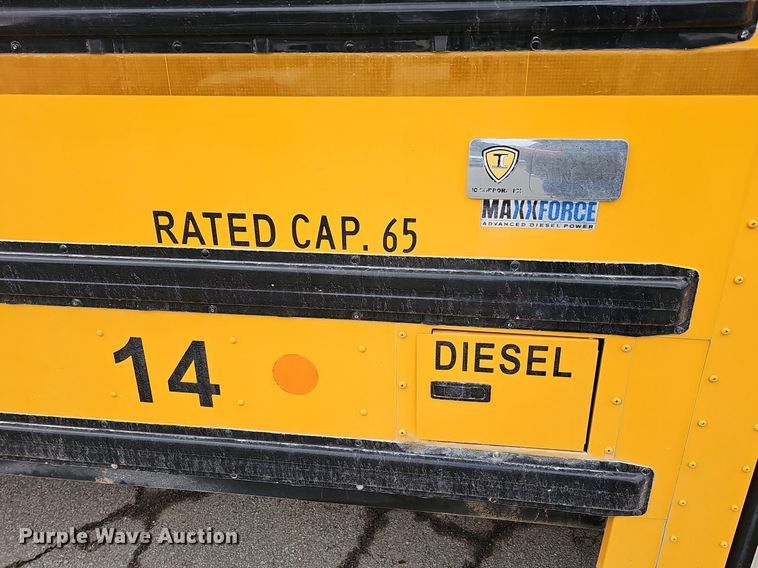 MAXXFORCE
ADVANCED DIESEL POWER
RATED CAP. 65
14
DIESEL
Purple Wave Auction